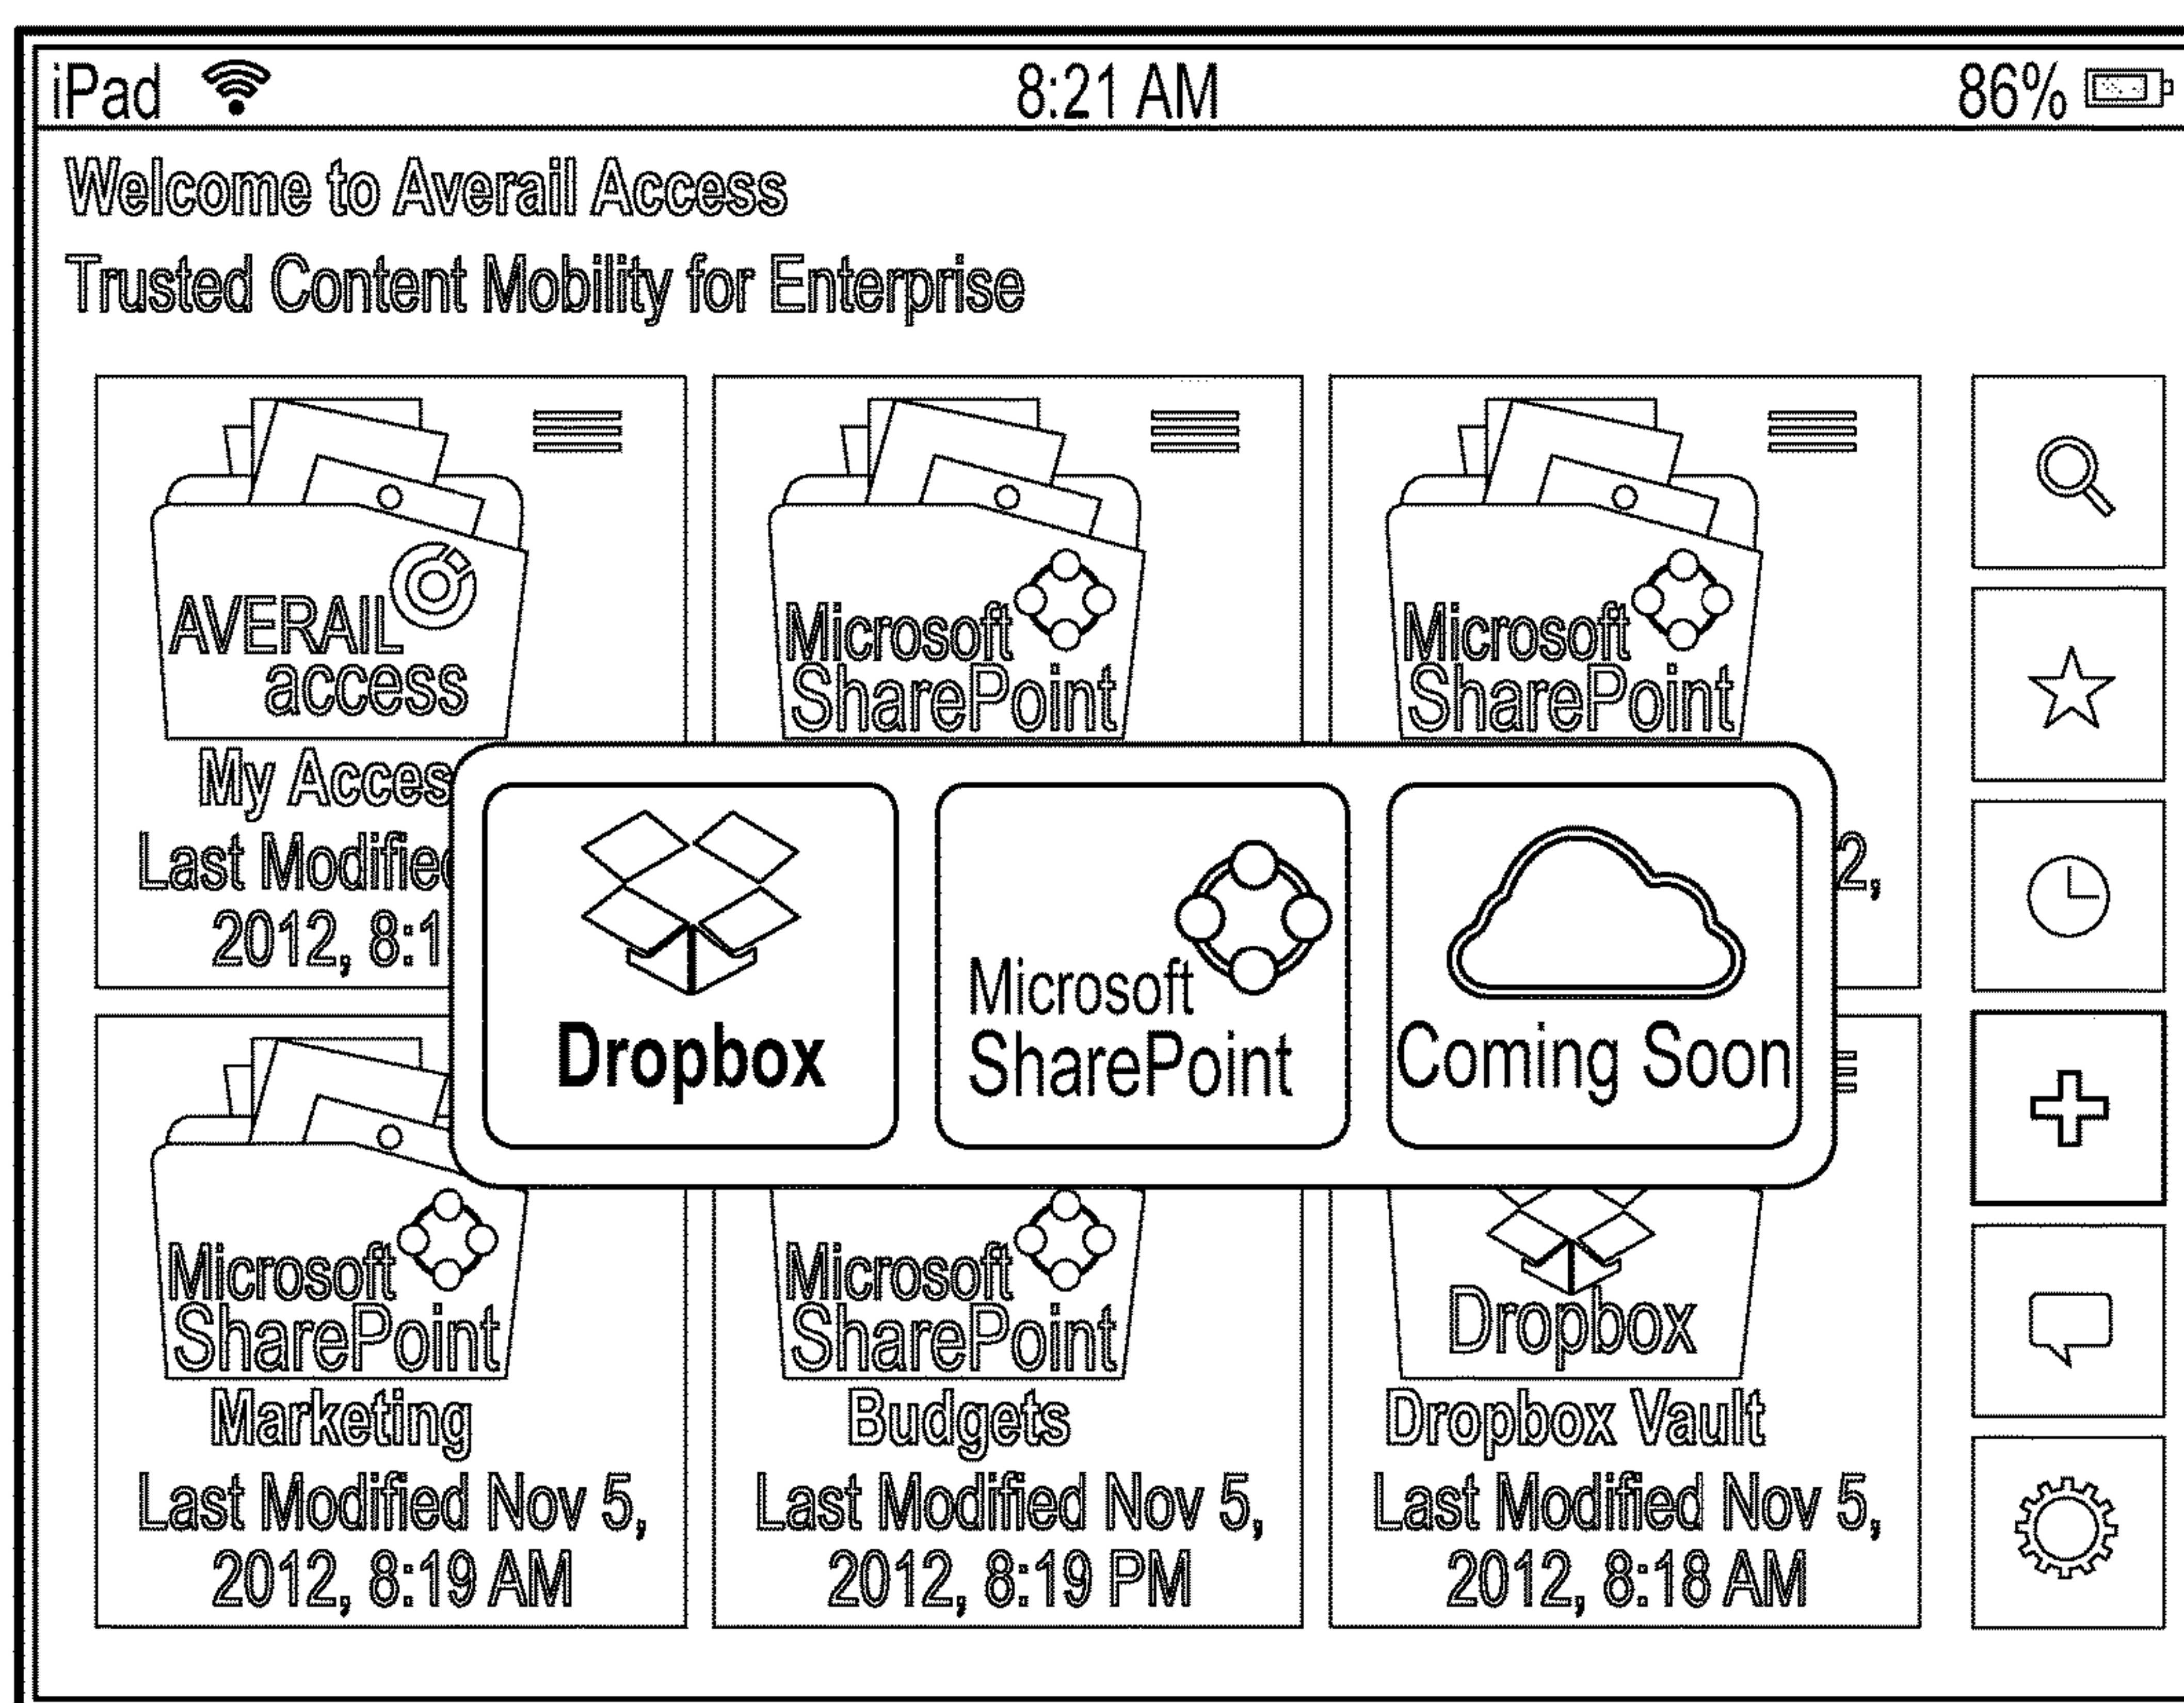 iPad 8:21 AM 86%
Welcome to Averail Access
Trusted Content Mobility for Enterprise
AVERAIL
access
Microsoft
SharePoint
Microsoft
SharePoint
My Acces
Last Modified
2012, 8:1
2,
Dropbox
Microsoft
SharePoint
Coming Soon
Microsoft
SharePoint
Marketing
Last Modified Nov 5,
2012, 8:19 AM
Microsoft
SharePoint
Budgets
Last Modified Nov 5,
2012, 8:19 PM
Dropbox
Dropbox Vault
Last Modified Nov 5,
2012, 8:18 AM